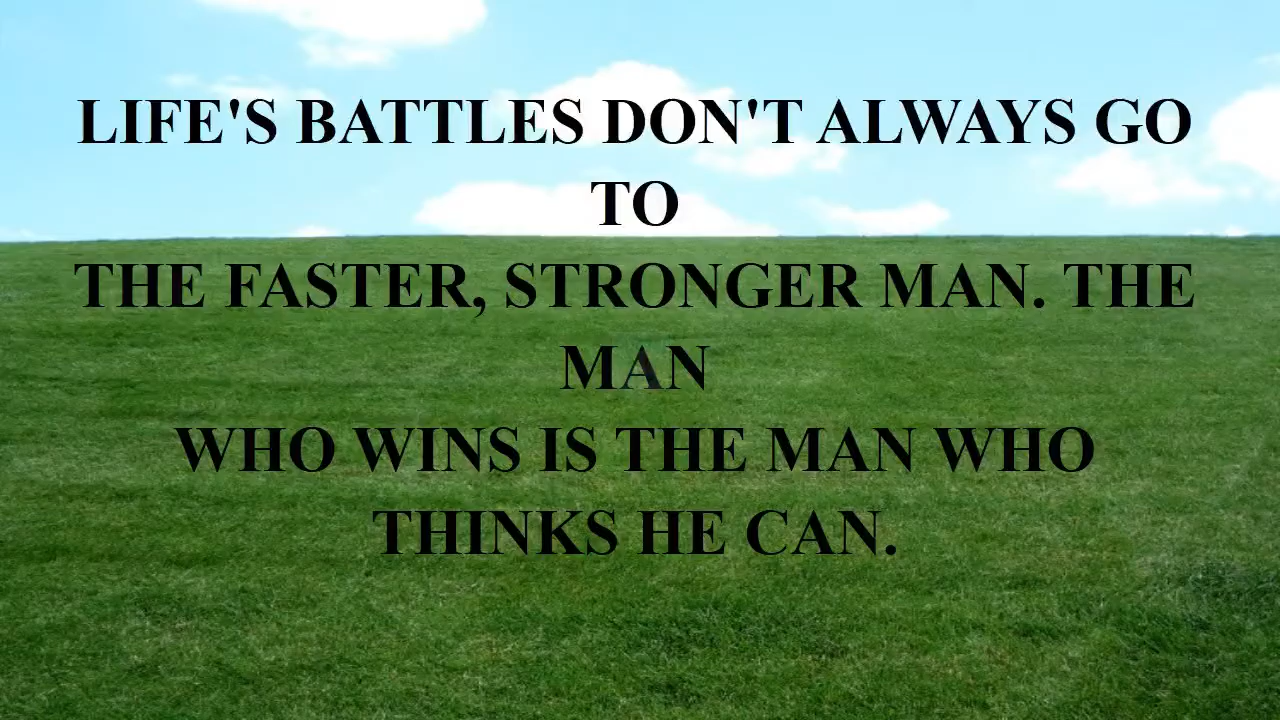 LIFE'S BATTLES DON'T ALWAYS GO
TO
THE FASTER, STRONGER MAN. THE
MAN
WHO WINS IS THE MAN WHO
THINKS HE CAN.